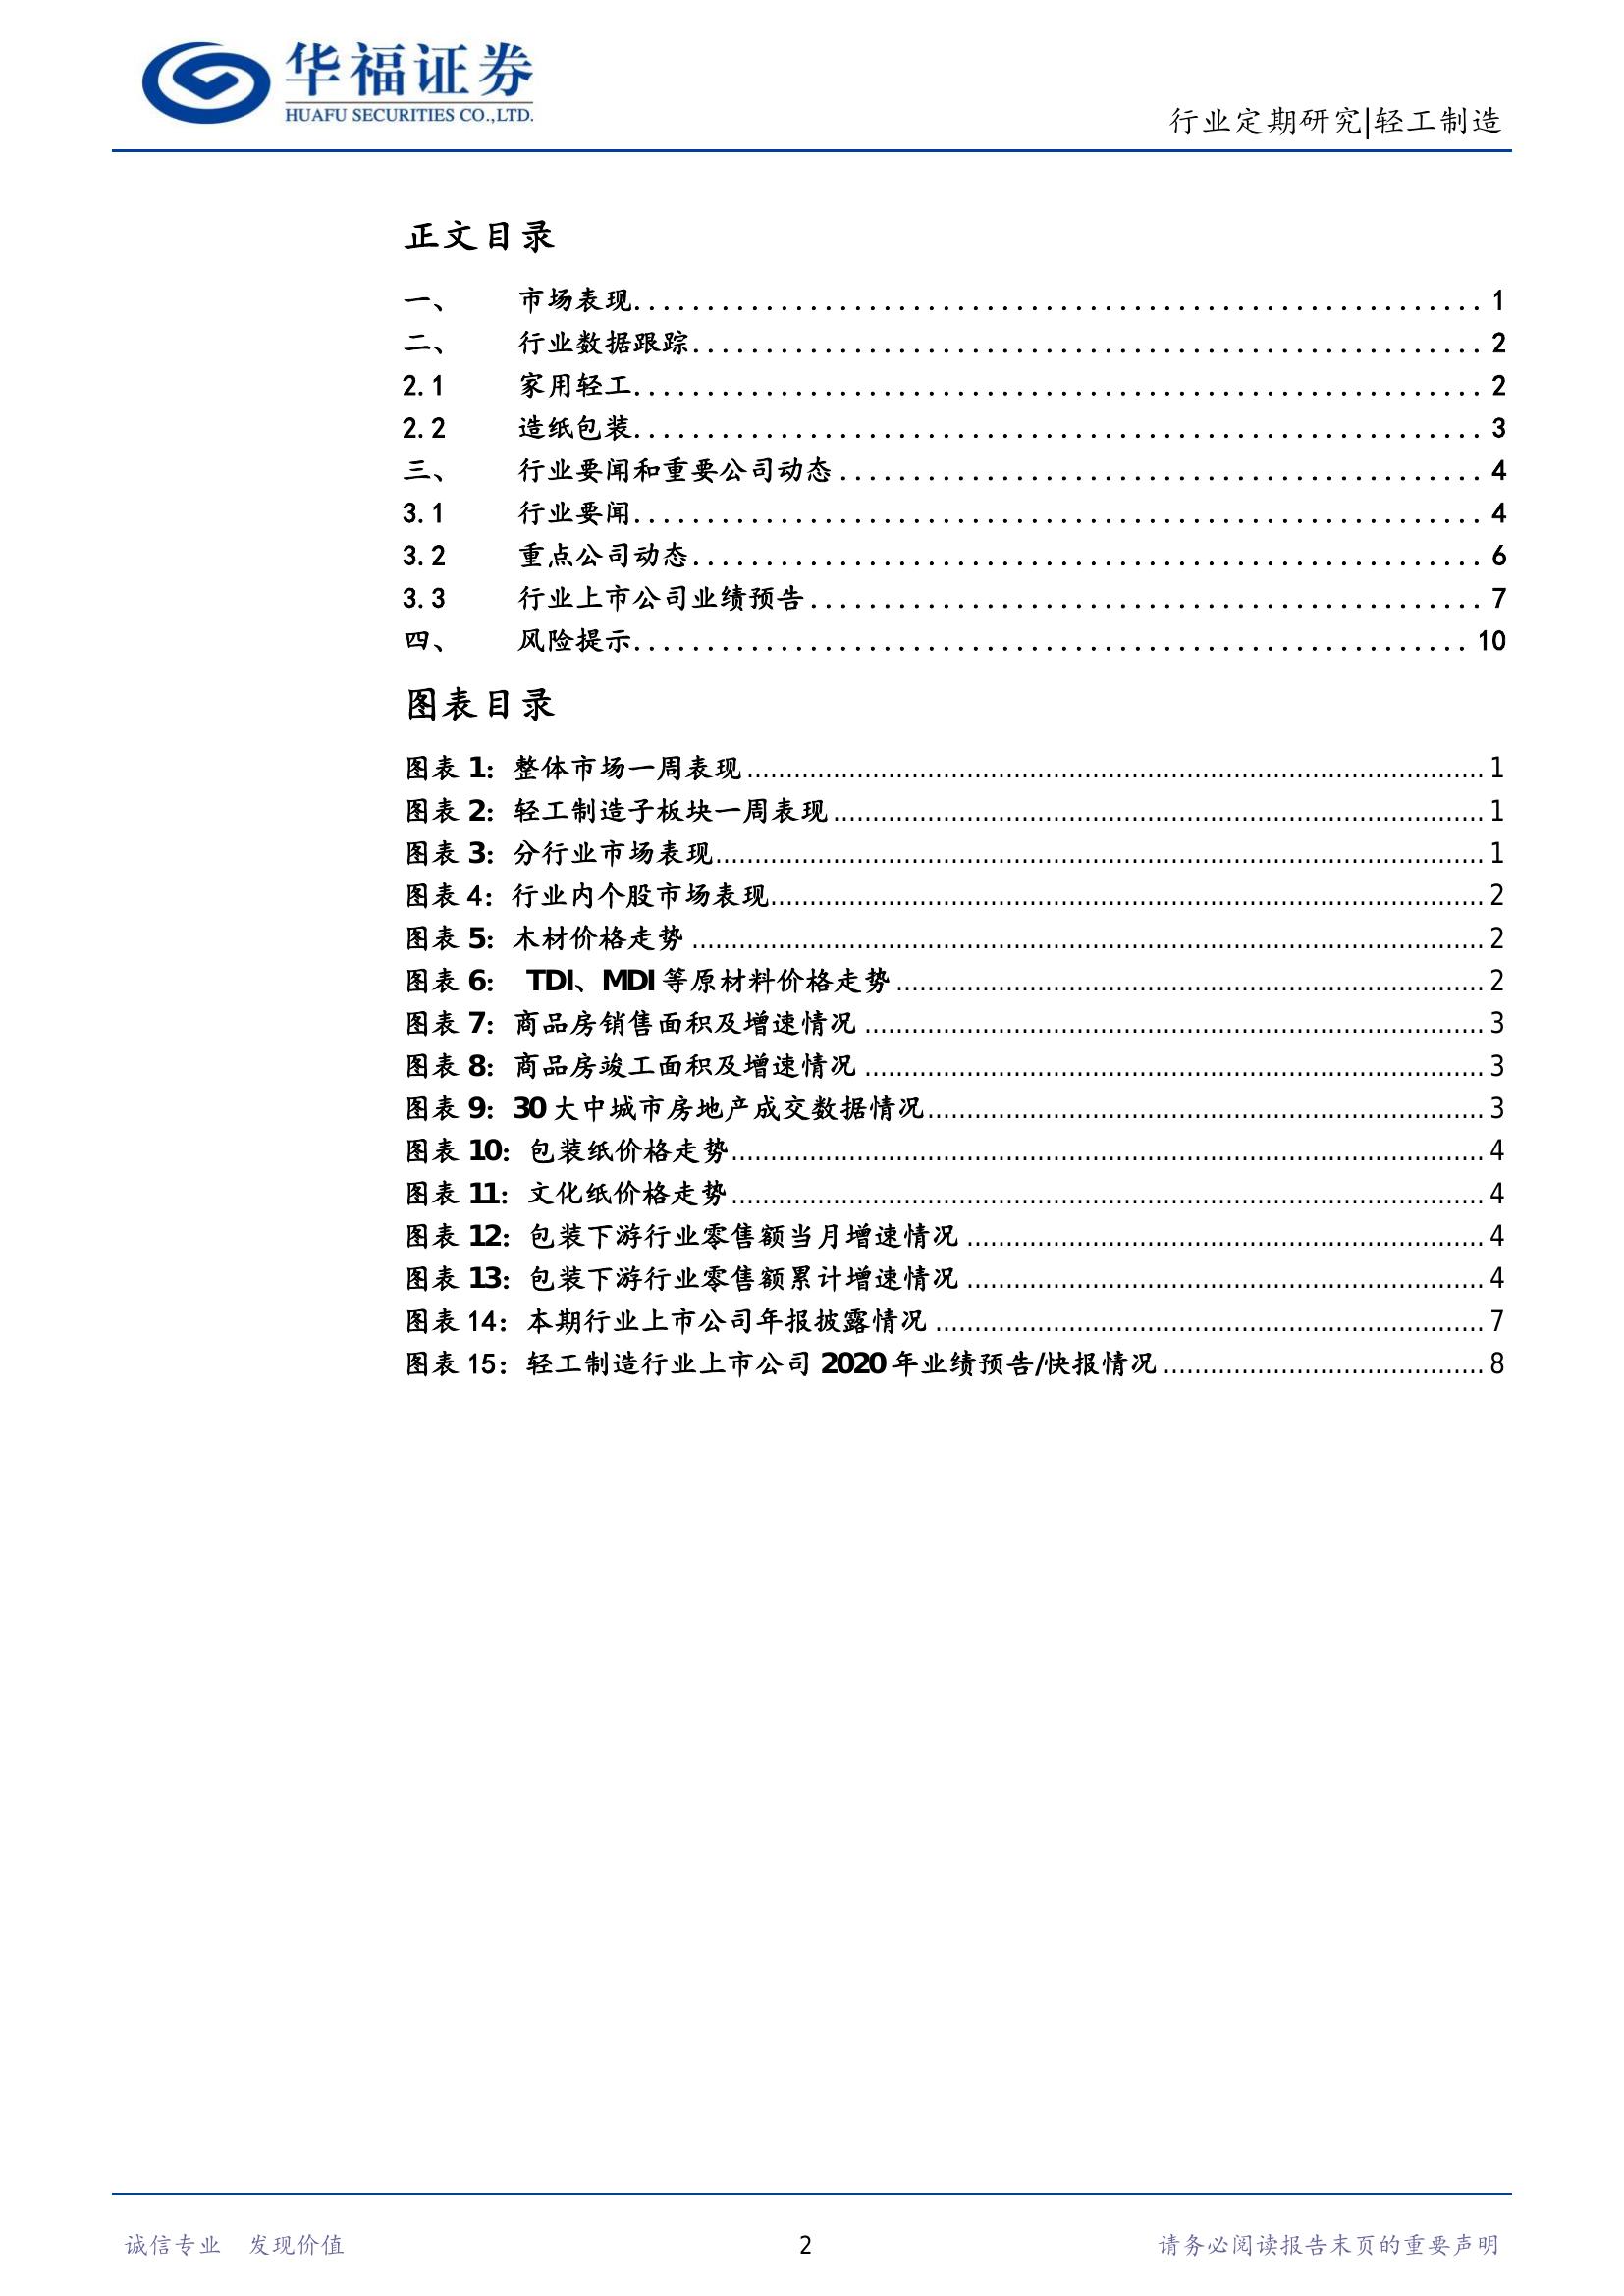 华福证券
HUAFU SECURITIES CO.,LTD.
行业定期研究|轻工制造
正文目录
一、 市场表现........................................................ 1
二、 行业数据跟踪.................................................... 2
2.1 家用轻工........................................................ 2
2.2 造纸包装........................................................ 3
三、 行业要闻和重要公司动态.......................................... 4
3.1 行业要闻........................................................ 4
3.2 重点公司动态.................................................... 6
3.3 行业上市公司业绩预告............................................ 7
四、 风险提示....................................................... 10
图表目录
图表 1：整体市场一周表现........................................................ 1
图表 2：轻工制造子板块一周表现.................................................. 1
图表 3：分行业市场表现.......................................................... 1
图表 4：行业内个股市场表现...................................................... 2
图表 5：木材价格走势............................................................ 2
图表 6： TDI、MDI 等原材料价格走势.............................................. 2
图表 7：商品房销售面积及增速情况................................................ 3
图表 8：商品房竣工面积及增速情况................................................ 3
图表 9：30 大中城市房地产成交数据情况........................................... 3
图表 10：包装纸价格走势......................................................... 4
图表 11：文化纸价格走势......................................................... 4
图表 12：包装下游行业零售额当月增速情况......................................... 4
图表 13：包装下游行业零售额累计增速情况......................................... 4
图表 14：本期行业上市公司年报披露情况........................................... 7
图表 15：轻工制造行业上市公司 2020 年业绩预告/快报情况.......................... 8
诚信专业 发现价值
2
请务必阅读报告末页的重要声明